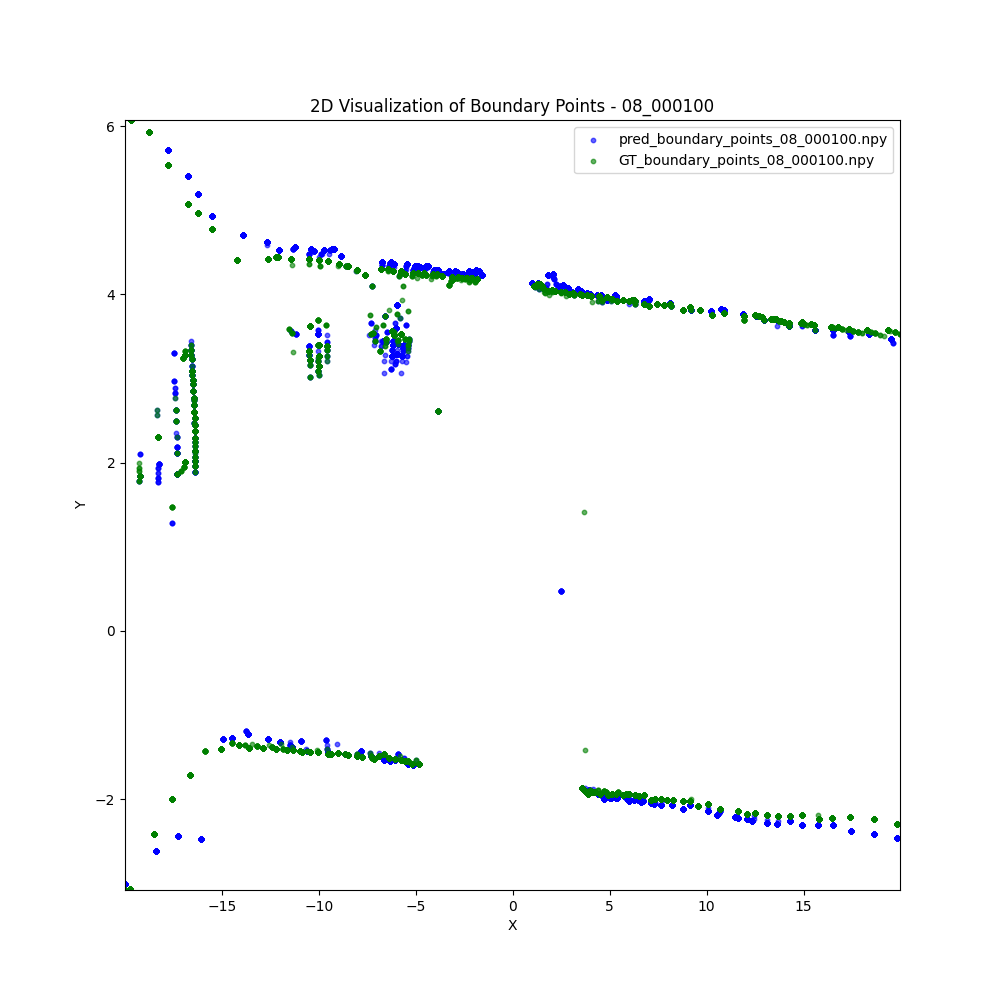 2D Visualization of Boundary Points - 08_000100
pred_boundary_points_08_000100.npy
GT_boundary_points_08_000100.npy
6
4
2
0
−2
Y
−15
−10
−5
0
5
10
15
X